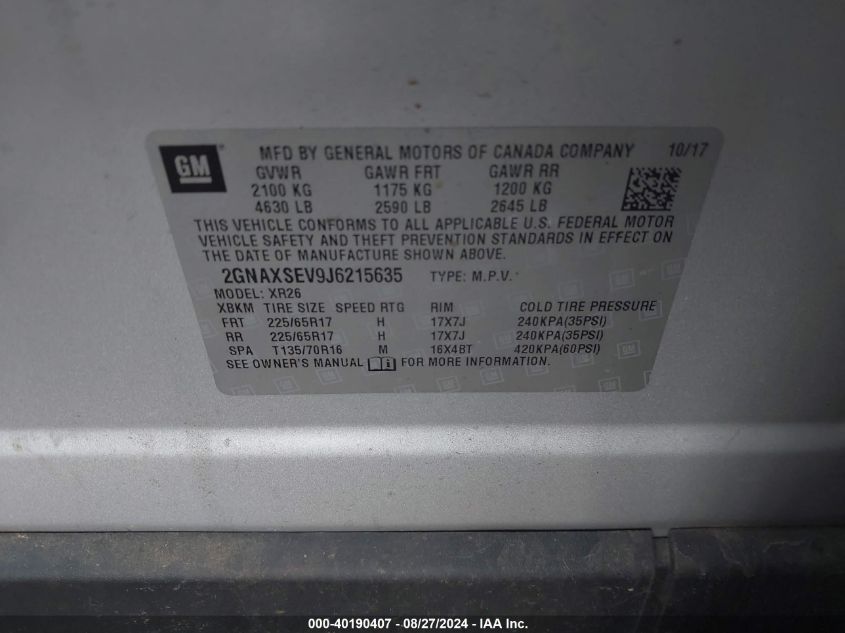 GM MFD BY GENERAL MOTORS OF CANADA COMPANY 10/17
GVWR GAWR FRT GAWR RR
2100 KG 1175 KG 1200 KG
4630 LB 2590 LB 2645 LB
THIS VEHICLE CONFORMS TO ALL APPLICABLE U.S. FEDERAL MOTOR
VEHICLE SAFETY AND THEFT PREVENTION STANDARDS IN EFFECT ON
THE DATE OF MANUFACTURE SHOWN ABOVE.
2GNAXSEV9J6215635 TYPE: M.P.V.
MODEL: XR26
XBKM TIRE SIZE SPEED RTG RIM COLD TIRE PRESSURE
FRT 225/65R17 H 17X7J 240KPA(35PSI)
RR 225/65R17 H 17X7J 240KPA(35PSI)
SPA T135/70R16 M 16X4BT 420KPA(60PSI)
SEE OWNER'S MANUAL FOR MORE INFORMATION.
000-40190407 - 08/27/2024 - IAA Inc.